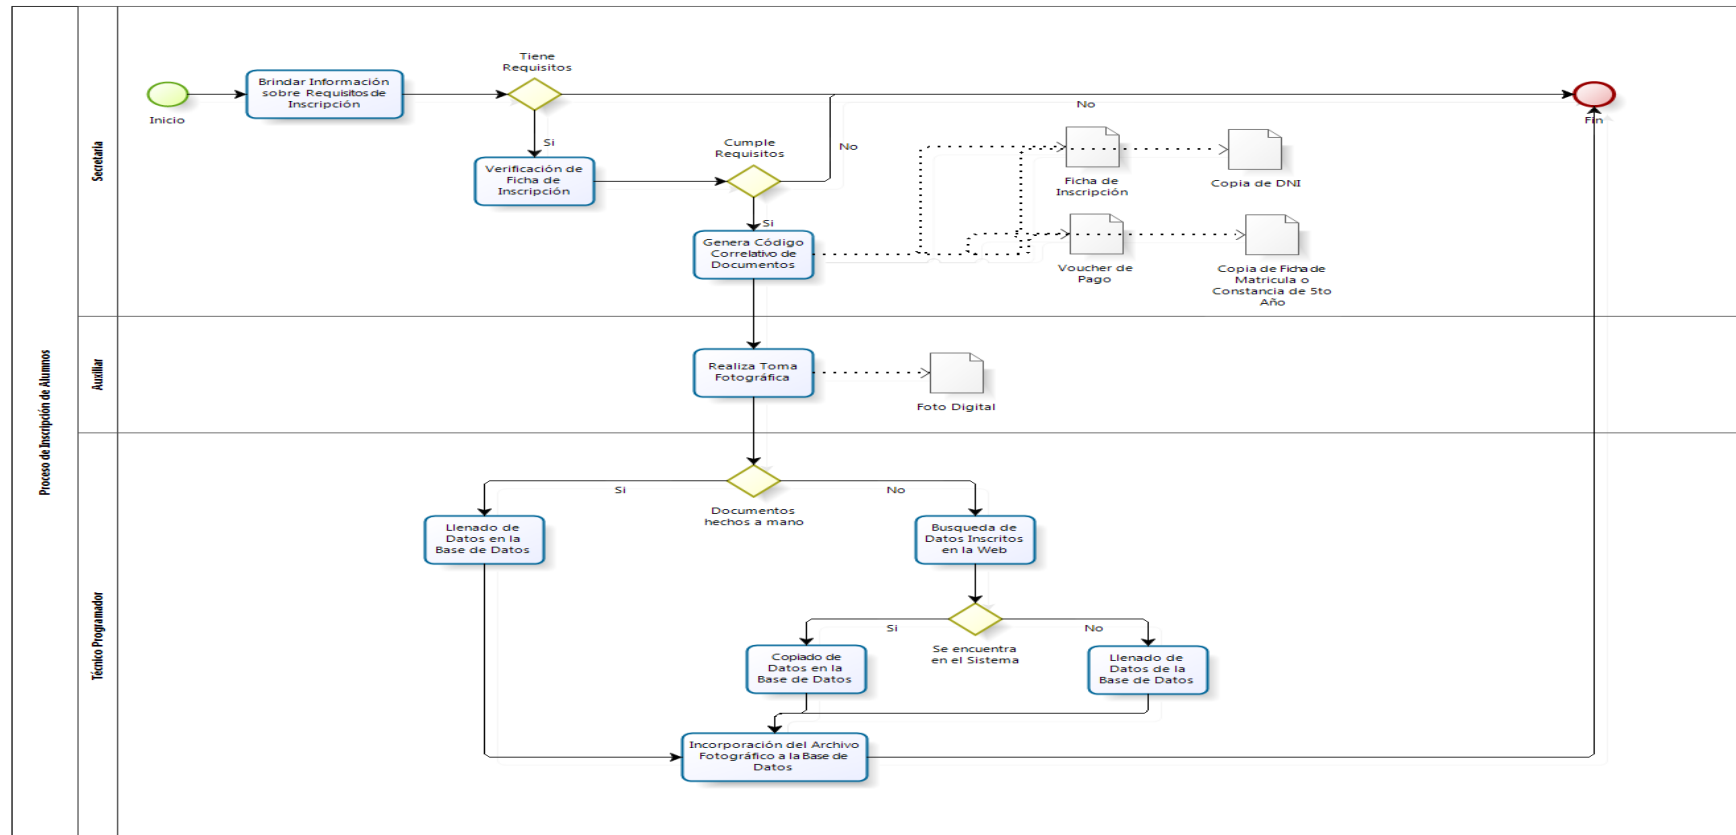 Proceso de Inscripción de Alumnos
Secretaria
Inicio
Brindar Información
sobre Requisitos de
Inscripción
Tiene
Requisitos
No
Fin
Si
Verificación de
Ficha de
Inscripción
Cumple
Requisitos
No
Si
Genera Código
Correlativo de
Documentos
Ficha de
Inscripción
Copia de DNI
Voucher de
Pago
Copia de Ficha de
Matricula o
Constancia de 5to
Año
Auxiliar
Realiza Toma
Fotográfica
Foto Digital
Técnico Programador
Si
No
Documentos
hechos a mano
Llenado de
Datos en la
Base de Datos
Busqueda de
Datos Inscritos
en la Web
Si
No
Se encuentra
en el Sistema
Copiado de
Datos en la
Base de Datos
Llenado de
Datos de la
Base de Datos
Incorporación del Archivo
Fotográfico a la Base de
Datos